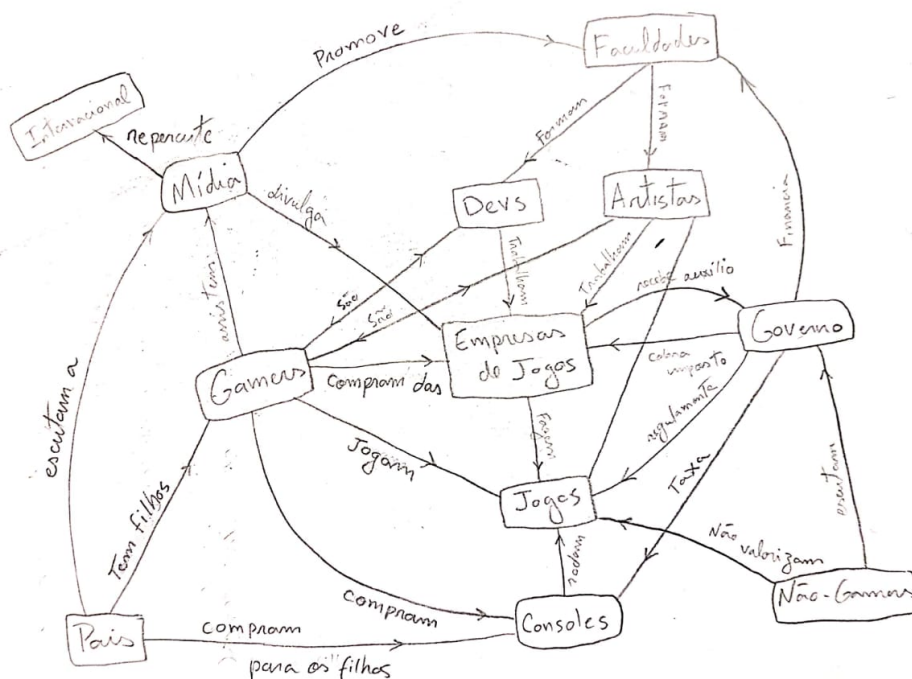 Promove
Faculdades
Internacional
repercute
Mídia
Formam
Formam
divulga
Devs
Artistas
Financia
Trabalham
Trabalham
recebe auxílio
assistem
são
são
Empresas
de Jogos
Governo
cobra
imposto
Gamers
Compram das
regulamenta
escutam a
Jogam
Fazem
Taxa
Tem filhos
Jogos
Não
valorizam
escutam
rodam
Não-Gamers
compram
Consoles
Pais
compram
para os filhos